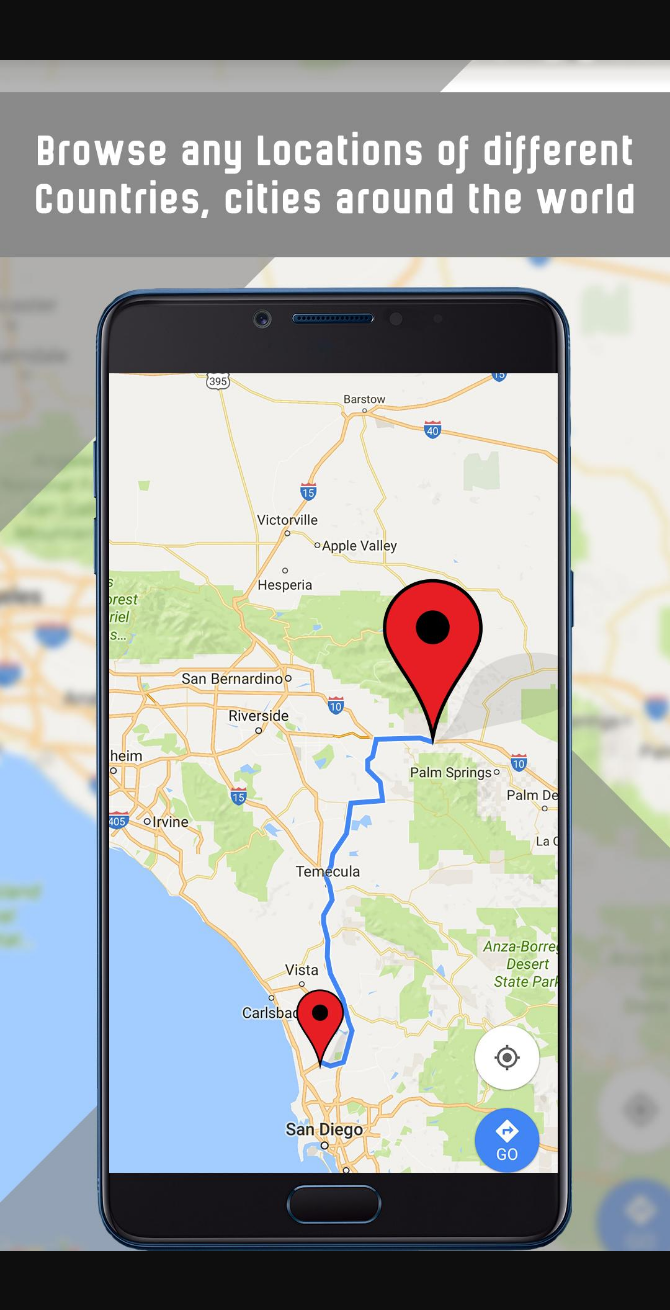 Browse any Locations of different
Countries, cities around the world
395
Barstow
15
40
15
Victorville
Apple Valley
Hesperia
orest
riel
s...
San Bernardino
10
Riverside
heim
10
Palm Springs
15
Palm De
405
Irvine
La C
Temecula
Anza-Borreg
Desert
State Park
Vista
Carlsbad
San Diego
GO